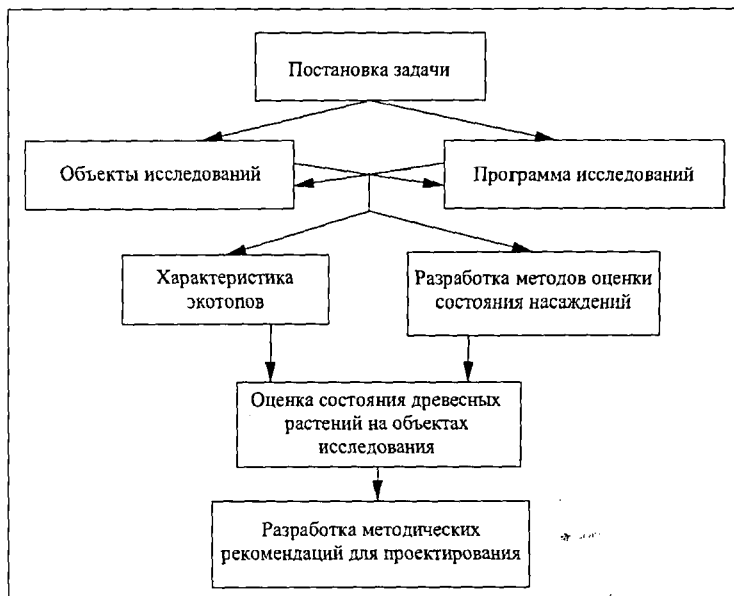 Постановка задачи
Объекты исследований
Программа исследований
Характеристика
экотопов
Разработка методов оценки
состояния насаждений
Оценка состояния древесных
растений на объектах
исследования
Разработка методических
рекомендаций для проектирования